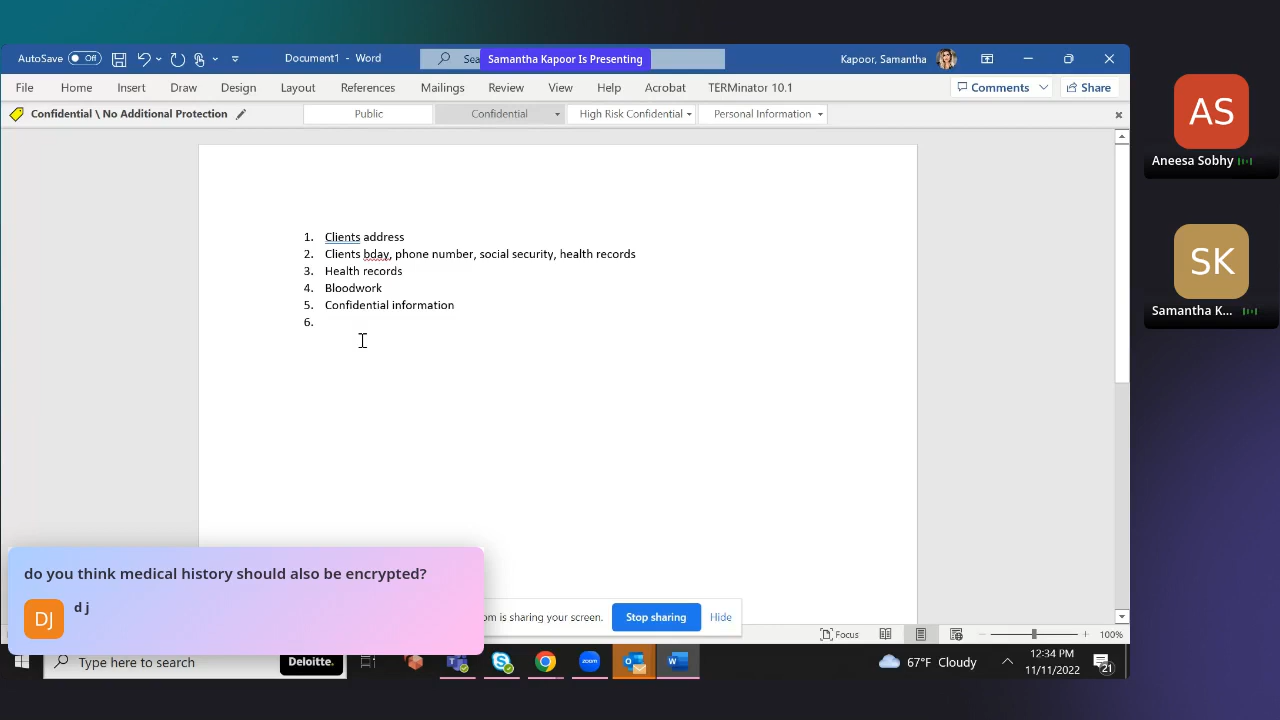 AutoSave Off
Document1 - Word
Sea
Samantha Kapoor Is Presenting
Kapoor, Samantha
File Home Insert Draw Design Layout References Mailings Review View Help Acrobat TERMinator 10.1
Comments Share
Confidential \ No Additional Protection
Public Confidential High Risk Confidential Personal Information
1. Clients address
2. Clients bday, phone number, social security, health records
3. Health records
4. Bloodwork
5. Confidential information
6.
AS
Aneesa Sobhy
SK
Samantha K...
do you think medical history should also be encrypted?
DJ d j
om is sharing your screen. Stop sharing Hide
Focus 100%
Type here to search
Deloitte.
zoom
67°F Cloudy
12:34 PM
11/11/2022
21